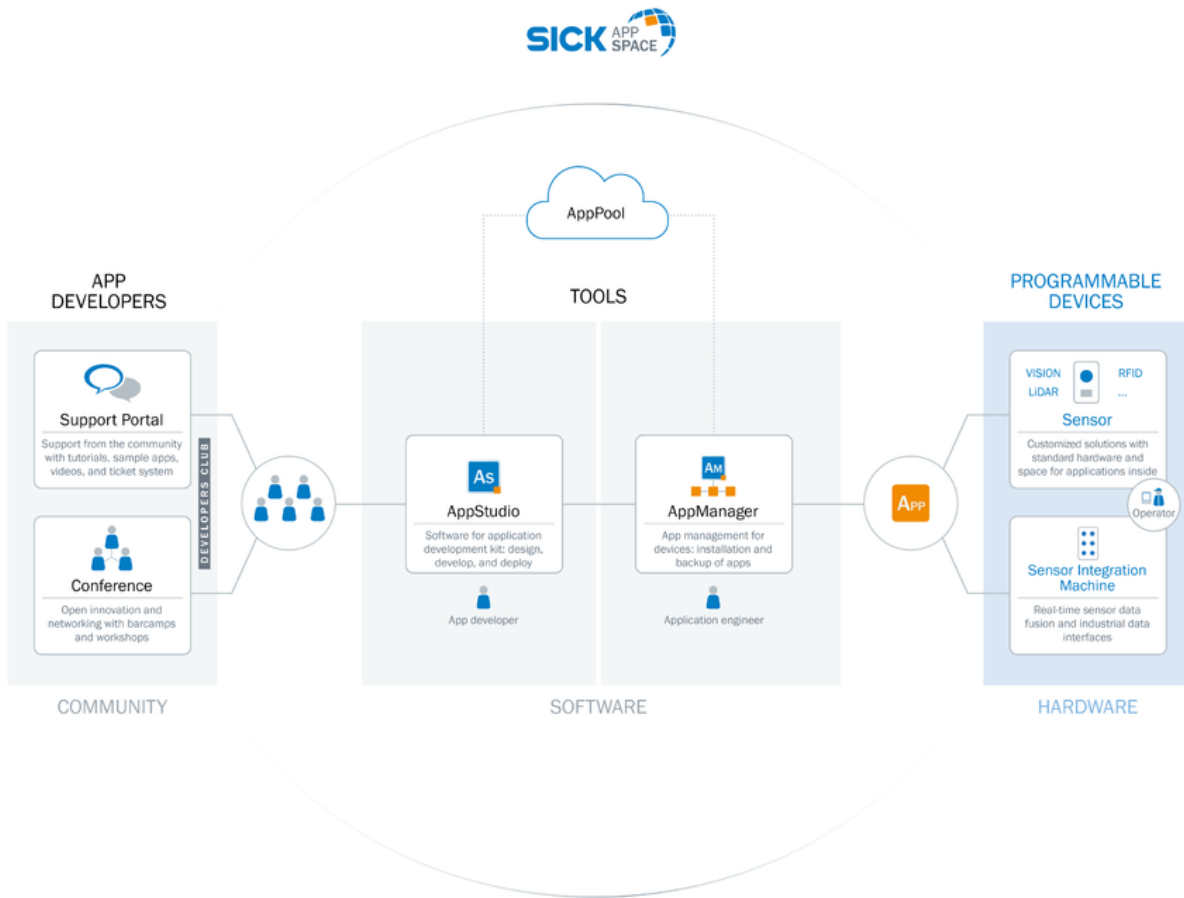 SICK APP
SPACE
AppPool
APP
DEVELOPERS
TOOLS
PROGRAMMABLE
DEVICES
Support Portal
Support from the community
with tutorials, sample apps,
videos, and ticket system
Conference
Open innovation and
networking with barcamps
and workshops
DEVELOPERS CLUB
As
AppStudio
Software for application
development kit: design,
develop, and deploy
App developer
AM
AppManager
App management for
devices: installation and
backup of apps
Application engineer
APP
VISION
RFID
LiDAR
...
Sensor
Customized solutions with
standard hardware and
space for applications inside
Operator
Sensor Integration
Machine
Real-time sensor data
fusion and industrial data
interfaces
COMMUNITY
SOFTWARE
HARDWARE